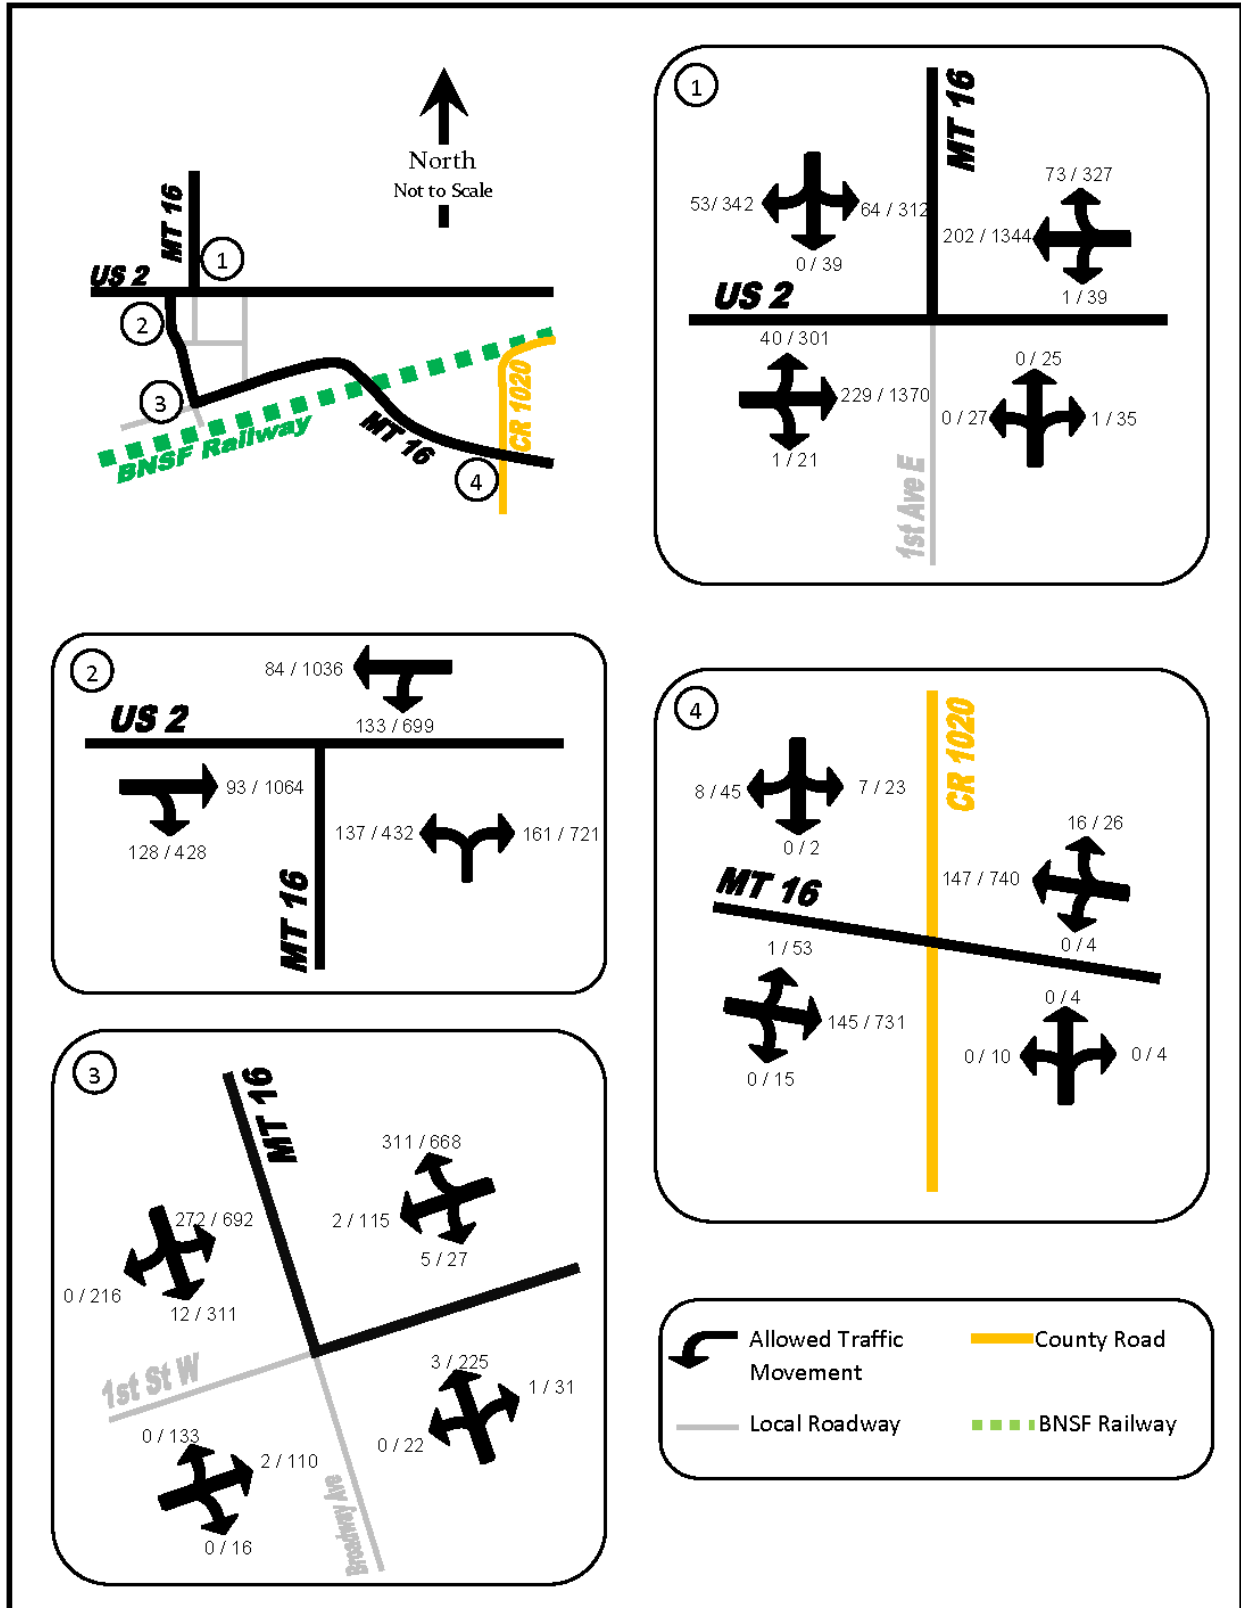 North
Not to Scale
MT 16
US 2
1
2
3
4
BNSF Railway
MT 16
CR 1020
1
MT 16
53/ 342
64 / 312
0 / 39
73 / 327
202 / 1344
1 / 39
US 2
40 / 301
229 / 1370
1 / 21
0 / 25
0 / 27
1 / 35
1st Ave E
2
84 / 1036
133 / 699
US 2
93 / 1064
128 / 428
137 / 432
161 / 721
MT 16
4
CR 1020
8 / 45
7 / 23
0 / 2
16 / 26
147 / 740
0 / 4
MT 16
1 / 53
145 / 731
0 / 15
0 / 4
0 / 10
0 / 4
3
MT 16
311 / 668
2 / 115
5 / 27
272 / 692
0 / 216
12 / 311
1st St W
3 / 225
1 / 31
0 / 22
0 / 133
2 / 110
0 / 16
Broadway Ave
Allowed Traffic
Movement
County Road
Local Roadway
BNSF Railway